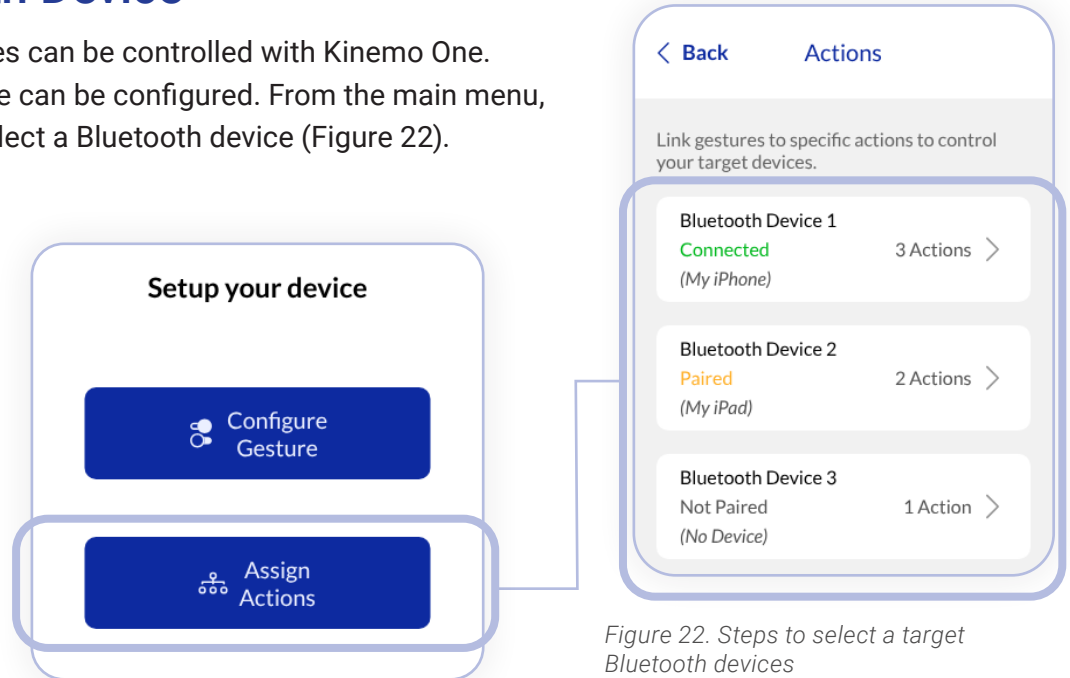 Device
es can be controlled with Kinemo One.
e can be configured. From the main menu,
lect a Bluetooth device (Figure 22).
Setup your device
Configure
Gesture
Assign
Actions
Back Actions
Link gestures to specific actions to control
your target devices.
Bluetooth Device 1
Connected 3 Actions
(My iPhone)
Bluetooth Device 2
Paired 2 Actions
(My iPad)
Bluetooth Device 3
Not Paired 1 Action
(No Device)
Figure 22. Steps to select a target
Bluetooth devices